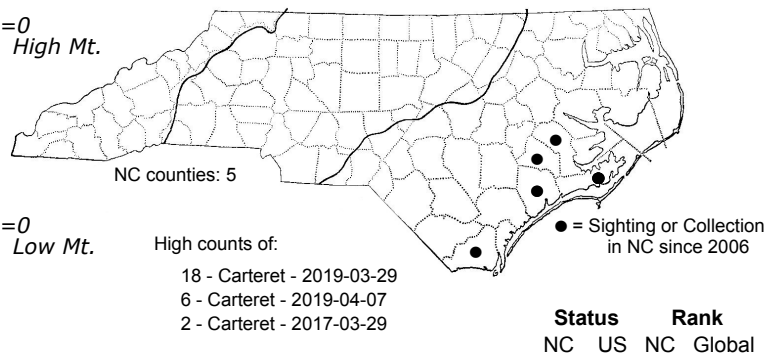 =0
High Mt.
NC counties: 5
=0
Low Mt.
High counts of:
18 - Carteret - 2019-03-29
6 - Carteret - 2019-04-07
2 - Carteret - 2017-03-29
● = Sighting or Collection
in NC since 2006
Status Rank
NC US NC Global